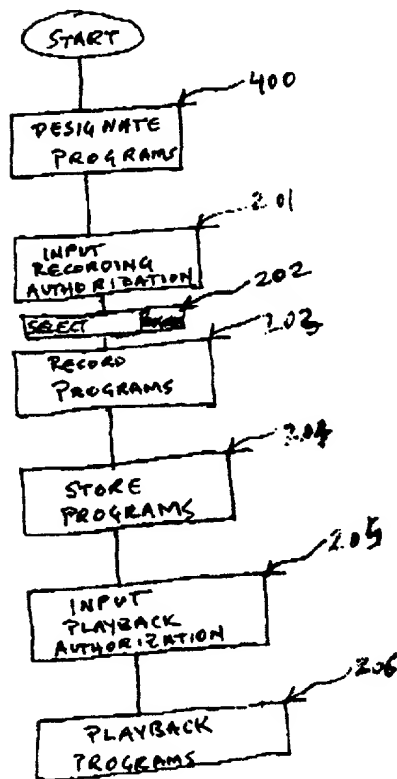 START
400
DESIGNATE
PROGRAMS
201
INPUT
RECORDING
AUTHORIZATION
202
SELECT
203
RECORD
PROGRAMS
204
STORE
PROGRAMS
205
INPUT
PLAYBACK
AUTHORIZATION
206
PLAYBACK
PROGRAMS